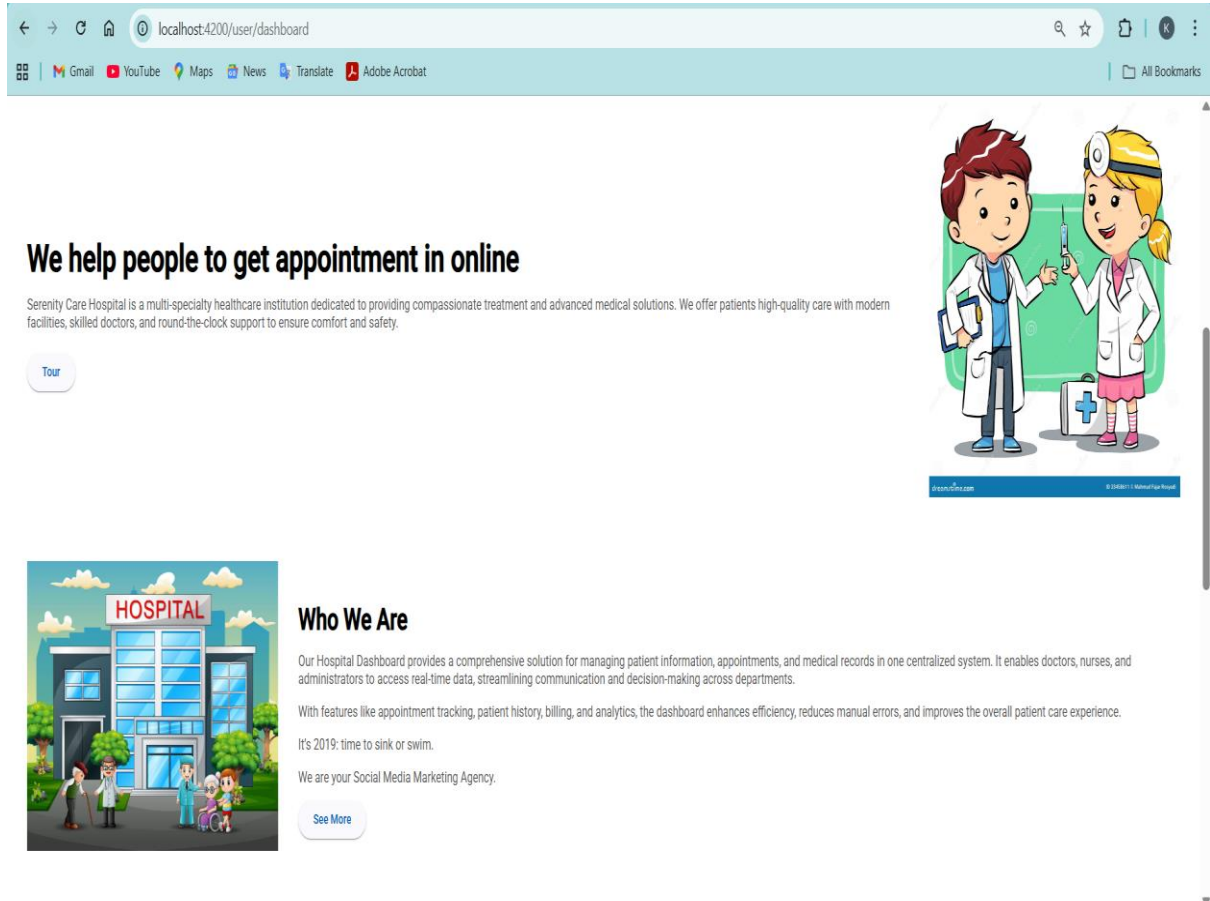 localhost:4200/user/dashboard
K
Gmail
YouTube
Maps
News
Translate
Adobe Acrobat
All Bookmarks
We help people to get appointment in online
Serenity Care Hospital is a multi-specialty healthcare institution dedicated to providing compassionate treatment and advanced medical solutions. We offer patients high-quality care with modern
facilities, skilled doctors, and round-the-clock support to ensure comfort and safety.
Tour
dreamstime.com
HOSPITAL
Who We Are
Our Hospital Dashboard provides a comprehensive solution for managing patient information, appointments, and medical records in one centralized system. It enables doctors, nurses, and
administrators to access real-time data, streamlining communication and decision-making across departments.
With features like appointment tracking, patient history, billing, and analytics, the dashboard enhances efficiency, reduces manual errors, and improves the overall patient care experience.
It's 2019: time to sink or swim.
We are your Social Media Marketing Agency.
See More